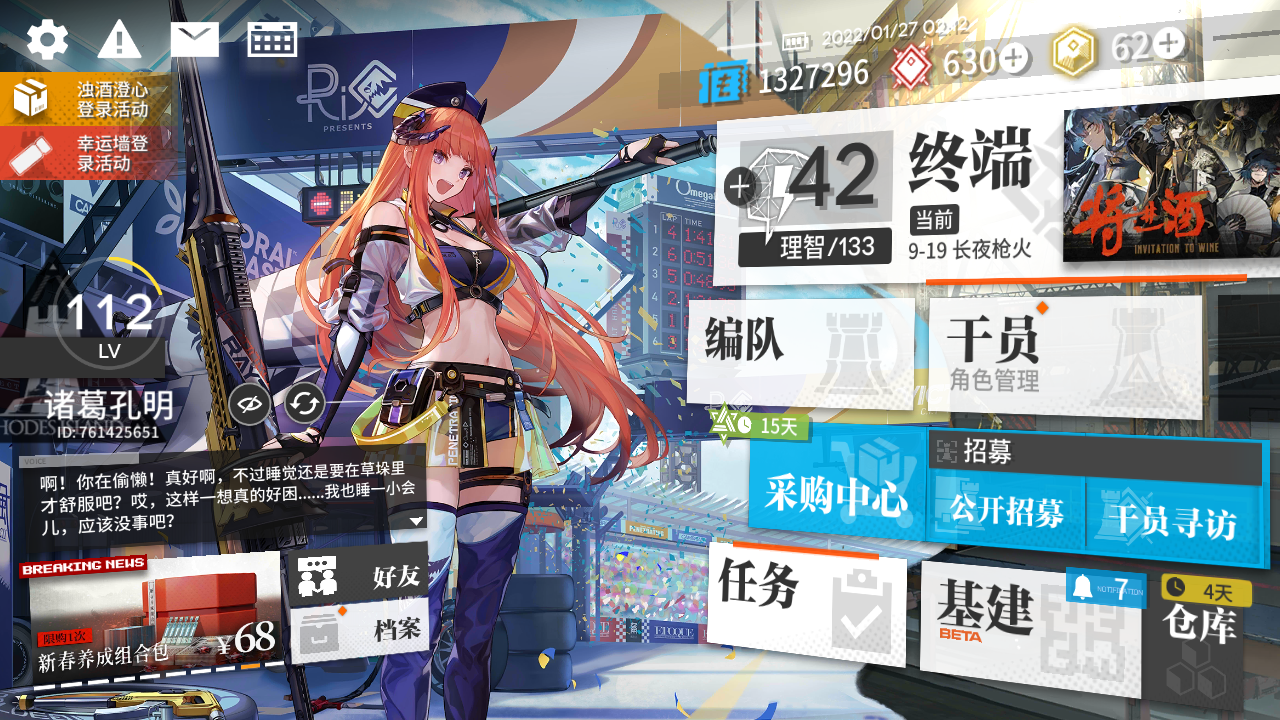 2022/01/27 02:12
1327296
630
62
浊酒澄心
登录活动
幸运墙登
录活动
RiSE
PRESENTS
42
理智/133
终端
当前
9-19 长夜枪火
将进酒
INVITATION TO WINE
112
LV
诸葛孔明
ID:761425651
编队
干员
角色管理
15天
采购中心
招募
公开招募
干员寻访
VOICE
啊！你在偷懒！真好啊，不过睡觉还是要在草垛里
才舒服吧？哎，这样一想真的好困......我也睡一小会
儿，应该没事吧？
BREAKING NEWS
限购1次
新春养成组合包
¥68
好友
档案
任务
基建
BETA
NOTIFICATION
7
4天
仓库